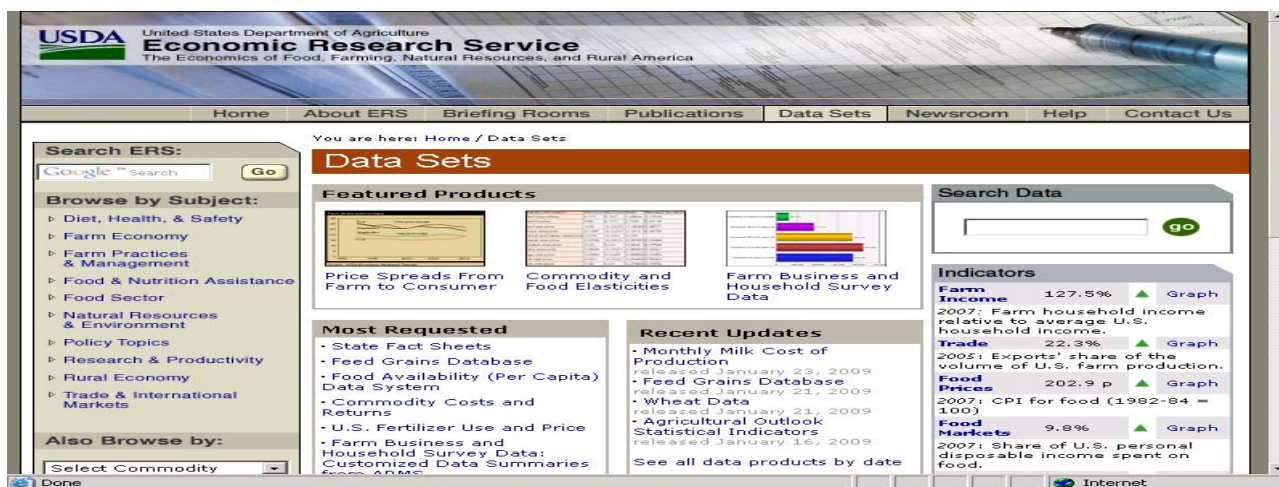 USDA
United States Department of Agriculture
Economic Research Service
The Economics of Food, Farming, Natural Resources, and Rural America
Home About ERS Briefing Rooms Publications Data Sets Newsroom Help Contact Us
You are here: Home / Data Sets
Search ERS:
Google ™ Search Go
Browse by Subject:
Diet, Health, & Safety
Farm Economy
Farm Practices
& Management
Food & Nutrition Assistance
Food Sector
Natural Resources
& Environment
Policy Topics
Research & Productivity
Rural Economy
Trade & International
Markets
Also Browse by:
Select Commodity
Data Sets
Featured Products
Price Spreads From
Farm to Consumer
Commodity and
Food Elasticities
Farm Business and
Household Survey
Data
Most Requested
• State Fact Sheets
• Feed Grains Database
• Food Availability (Per Capita)
Data System
• Commodity Costs and
Returns
• U.S. Fertilizer Use and Price
• Farm Business and
Household Survey Data:
Customized Data Summaries
from ARMS
Recent Updates
• Monthly Milk Cost of
Production
released January 23, 2009
• Feed Grains Database
released January 21, 2009
• Wheat Data
released January 21, 2009
• Agricultural Outlook
Statistical Indicators
released January 16, 2009
See all data products by date
Search Data
go
Indicators
Farm
Income 127.5% Graph
2007: Farm household income
relative to average U.S.
household income.
Trade 22.3% Graph
2005: Exports' share of the
volume of U.S. farm production.
Food
Prices 202.9 p Graph
2007: CPI for food (1982-84 =
100)
Food
Markets 9.8% Graph
2007: Share of U.S. personal
disposable income spent on
food.
Done Internet